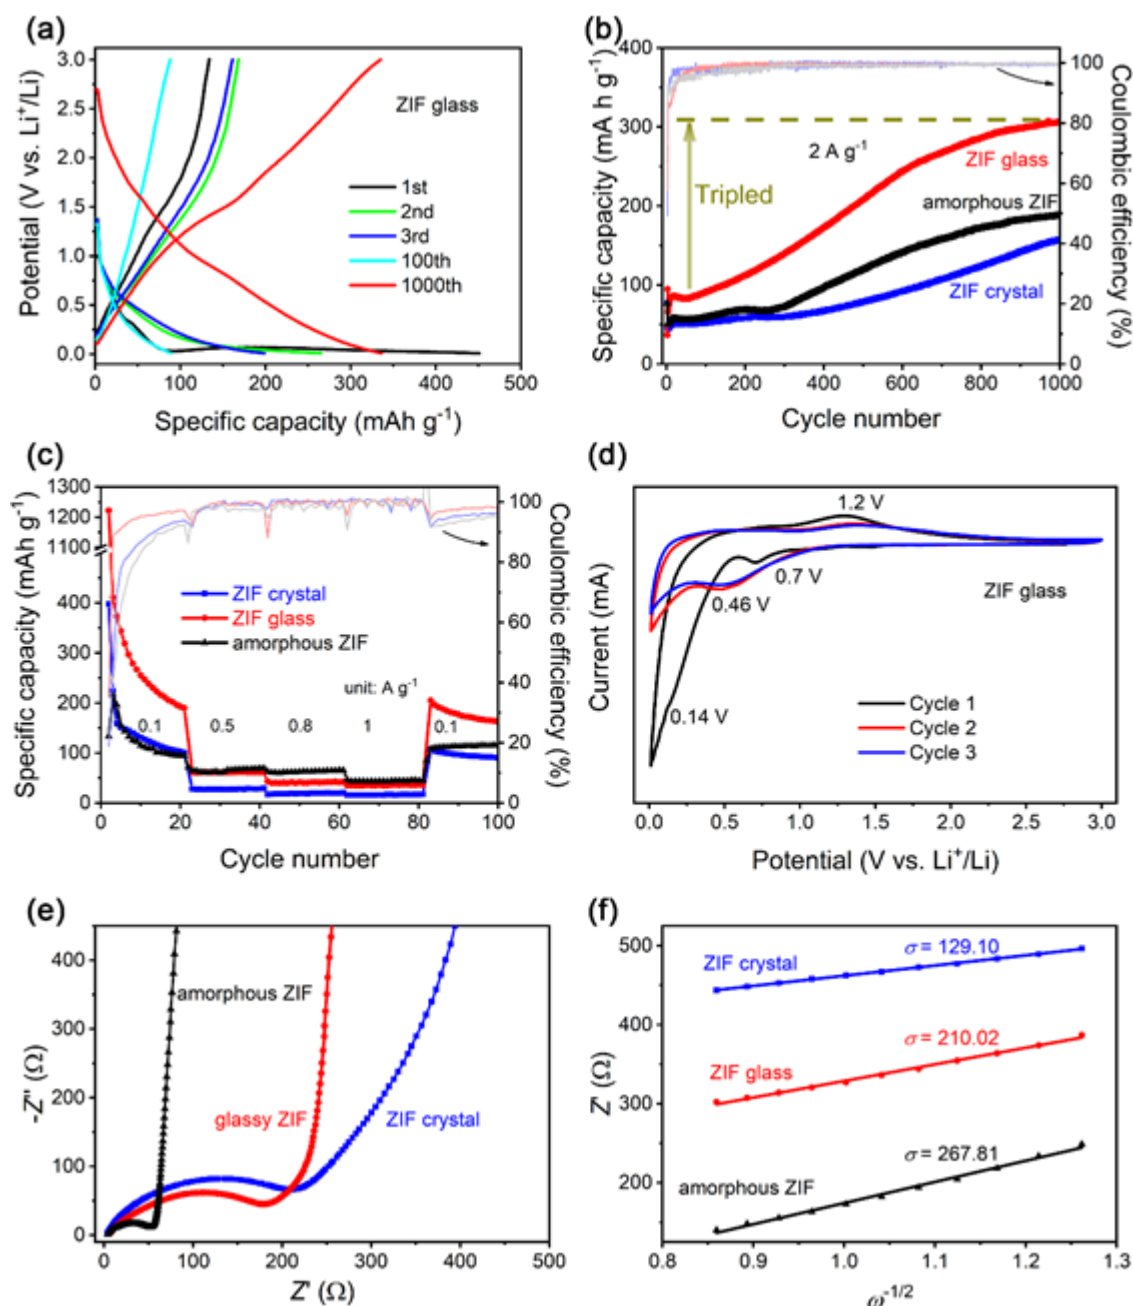 (a)
3.0
2.5
2.0
1.5
1.0
0.5
0.0
Potential (V vs. Li⁺/Li)
ZIF glass
1st
2nd
3rd
100th
1000th
0 100 200 300 400 500
Specific capacity (mAh g⁻¹)
(b)
400
300
200
100
0
Specific capacity (mA h g⁻¹)
2 A g⁻¹
Tripled
ZIF glass
amorphous ZIF
ZIF crystal
100
80
60
40
20
0
Coulombic efficiency (%)
0 200 400 600 800 1000
Cycle number
(c)
1300
1200
1100
400
300
200
100
0
Specific capacity (mAh g⁻¹)
ZIF crystal
ZIF glass
amorphous ZIF
unit: A g⁻¹
0.1 0.5 0.8 1 0.1
100
80
60
40
20
0
Coulombic efficiency (%)
0 20 40 60 80 100
Cycle number
(d)
Current (mA)
1.2 V
0.7 V
0.46 V
0.14 V
ZIF glass
Cycle 1
Cycle 2
Cycle 3
0.0 0.5 1.0 1.5 2.0 2.5 3.0
Potential (V vs. Li⁺/Li)
(e)
400
300
200
100
0
-Z'' (Ω)
amorphous ZIF
glassy ZIF
ZIF crystal
0 100 200 300 400 500
Z' (Ω)
(f)
500
400
300
200
Z' (Ω)
ZIF crystal
σ = 129.10
ZIF glass
σ = 210.02
amorphous ZIF
σ = 267.81
0.8 0.9 1.0 1.1 1.2 1.3
ω⁻¹/²